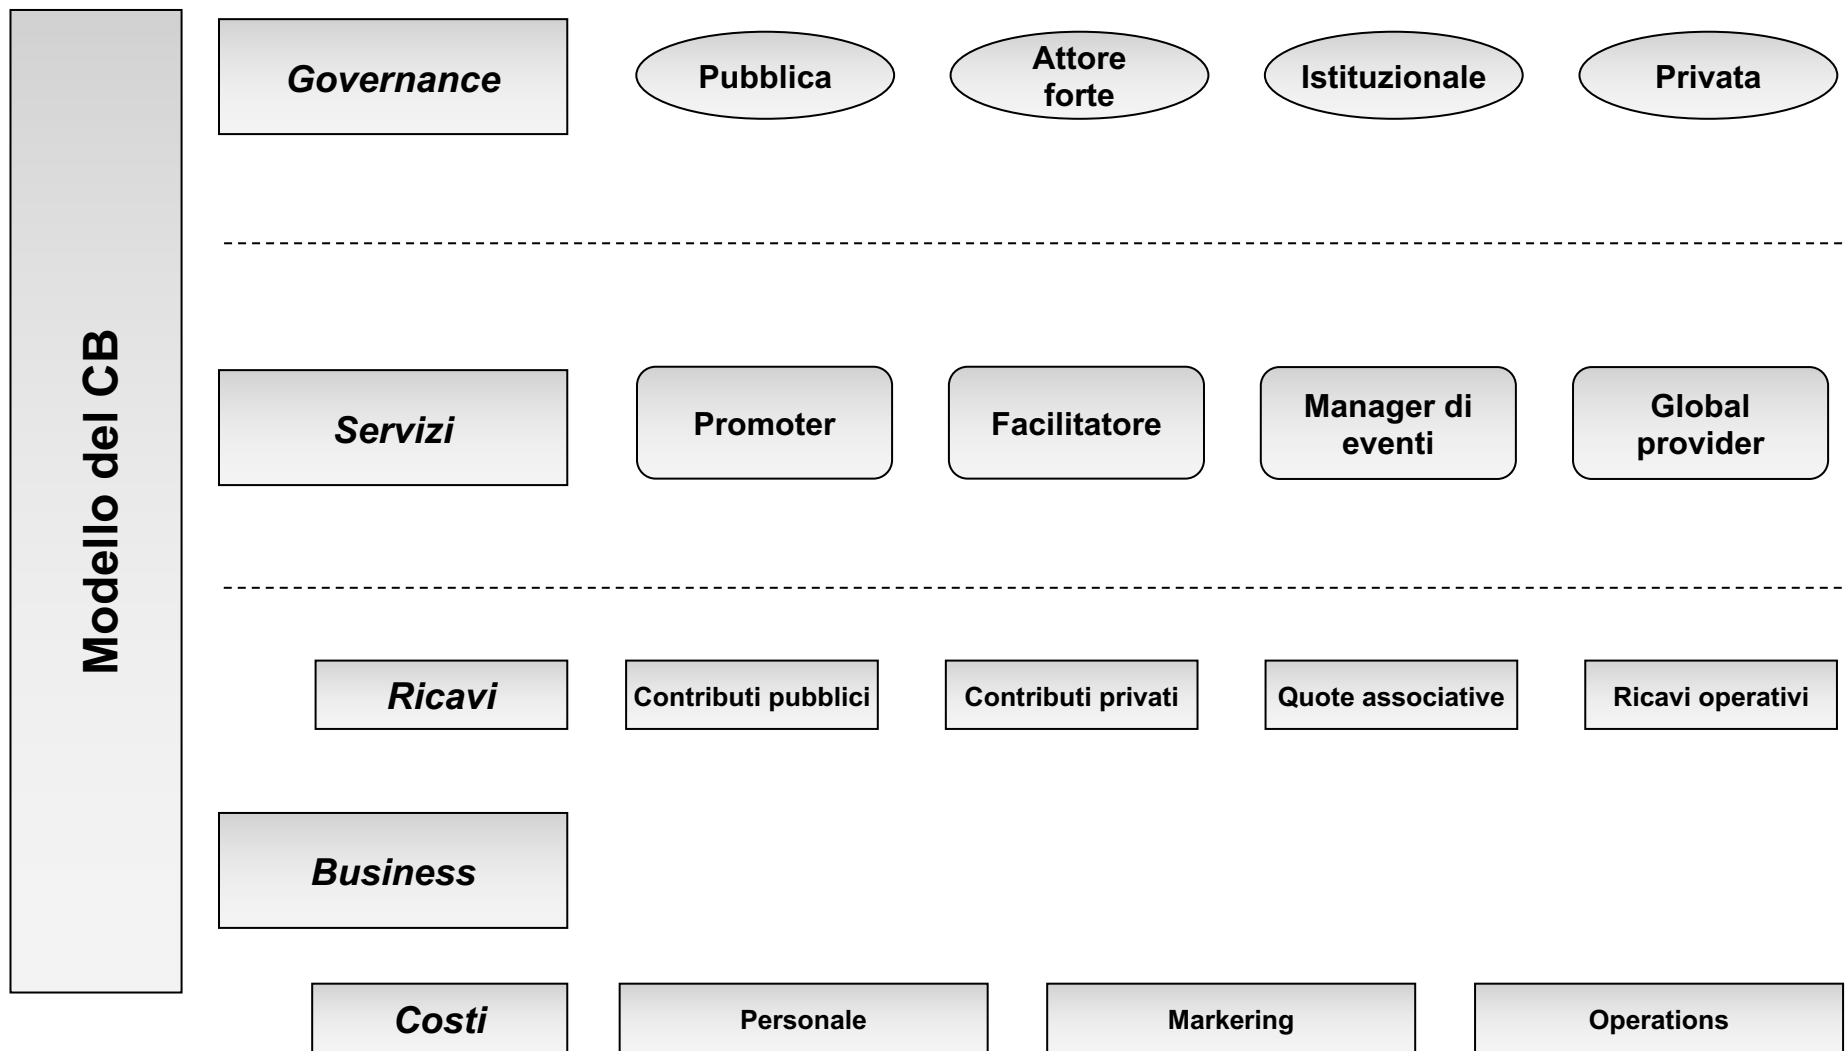 Modello del CB
Governance
Pubblica
Attore
forte
Istituzionale
Privata
Servizi
Promoter
Facilitatore
Manager di
eventi
Global
provider
Ricavi
Contributi pubblici
Contributi privati
Quote associative
Ricavi operativi
Business
Costi
Personale
Markering
Operations